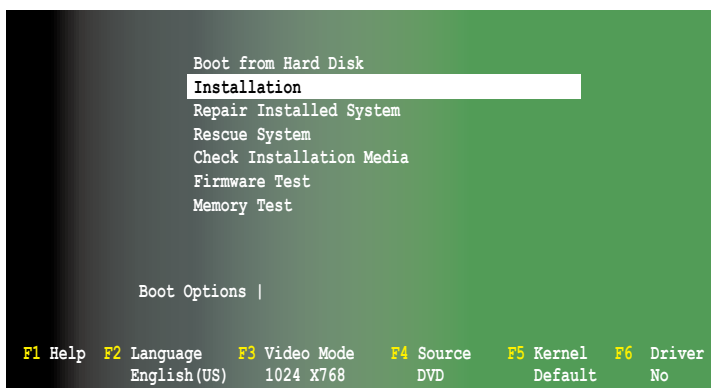 Boot from Hard Disk
Installation
Repair Installed System
Rescue System
Check Installation Media
Firmware Test
Memory Test
Boot Options |
F1 Help F2 Language F3 Video Mode F4 Source F5 Kernel F6 Driver
English(US) 1024 X768 DVD Default No